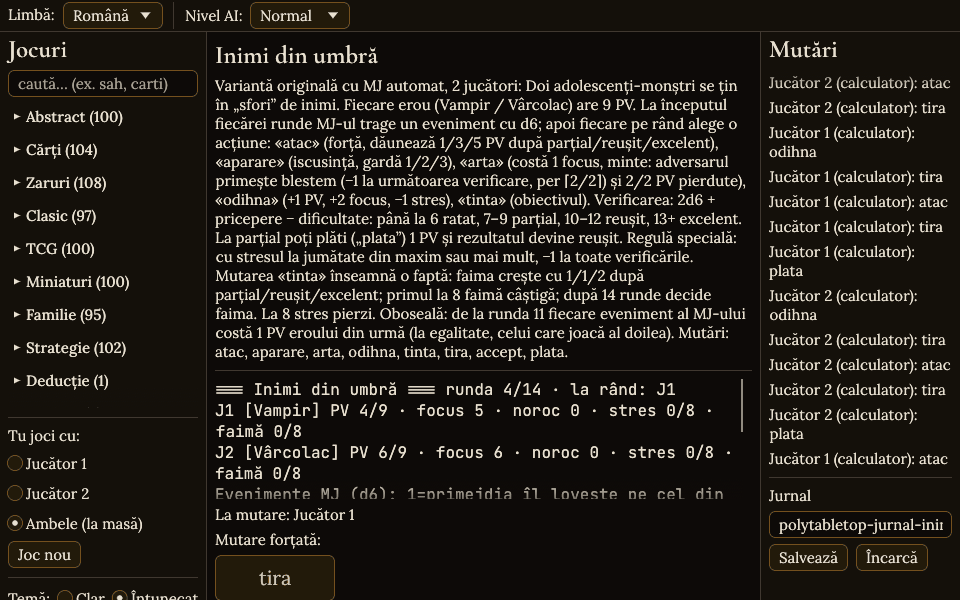 Limbă:
Română
Nivel AI:
Normal
Jocuri
caută… (ex. sah, carti)
Abstract (100)
Cărți (104)
Zaruri (108)
Clasic (97)
TCG (100)
Miniaturi (100)
Familie (95)
Strategie (102)
Deducție (1)
Tu joci cu:
Jucător 1
Jucător 2
Ambele (la masă)
Joc nou
Temă:
Clar
Întunecat
Inimi din umbră
Variantă originală cu MJ automat, 2 jucători: Doi adolescenți-monștri se țin
în „sfori” de inimi. Fiecare erou (Vampir / Vârcolac) are 9 PV. La începutul
fiecărei runde MJ-ul trage un eveniment cu d6; apoi fiecare pe rând alege o
acțiune: «atac» (forță, dăunează 1/3/5 PV după parțial/reușit/excelent),
«aparare» (iscusință, gardă 1/2/3), «arta» (costă 1 focus, minte: adversarul
primește blestem (−1 la următoarea verificare, per ⌈2/2⌉) și 2/2 PV pierdute),
«odihna» (+1 PV, +2 focus, −1 stres), «tinta» (obiectivul). Verificarea: 2d6 +
pricepere − dificultate: până la 6 ratat, 7–9 parțial, 10–12 reușit, 13+ excelent.
La parțial poți plăti („plata”) 1 PV și rezultatul devine reușit. Regulă specială:
cu stresul la jumătate din maxim sau mai mult, −1 la toate verificările.
Mutarea «tinta» înseamnă o faptă: faima crește cu 1/1/2 după
parțial/reușit/excelent; primul la 8 faimă câștigă; după 14 runde decide
faima. La 8 stres pierzi. Oboseală: de la runda 11 fiecare eveniment al MJ-ului
costă 1 PV eroului din urmă (la egalitate, celui care joacă al doilea). Mutări:
atac, aparare, arta, odihna, tinta, tira, accept, plata.
═══ Inimi din umbră ═══ runda 4/14 · la rând: J1
J1 [Vampir] PV 4/9 · focus 5 · noroc 0 · stres 0/8 ·
faimă 0/8
J2 [Vârcolac] PV 6/9 · focus 6 · noroc 0 · stres 0/8 ·
faimă 0/8
Evenimente MJ (d6): 1=primejdia îl lovește pe cel din
La mutare: Jucător 1
Mutare forțată:
tira
Mutări
Jucător 2 (calculator): atac
Jucător 2 (calculator): tira
Jucător 1 (calculator):
odihna
Jucător 1 (calculator): tira
Jucător 1 (calculator): atac
Jucător 1 (calculator): tira
Jucător 1 (calculator):
plata
Jucător 2 (calculator):
odihna
Jucător 2 (calculator): tira
Jucător 2 (calculator): atac
Jucător 2 (calculator): tira
Jucător 2 (calculator):
plata
Jucător 1 (calculator): atac
Jurnal
polytabletop-jurnal-inir
Salvează
Încarcă